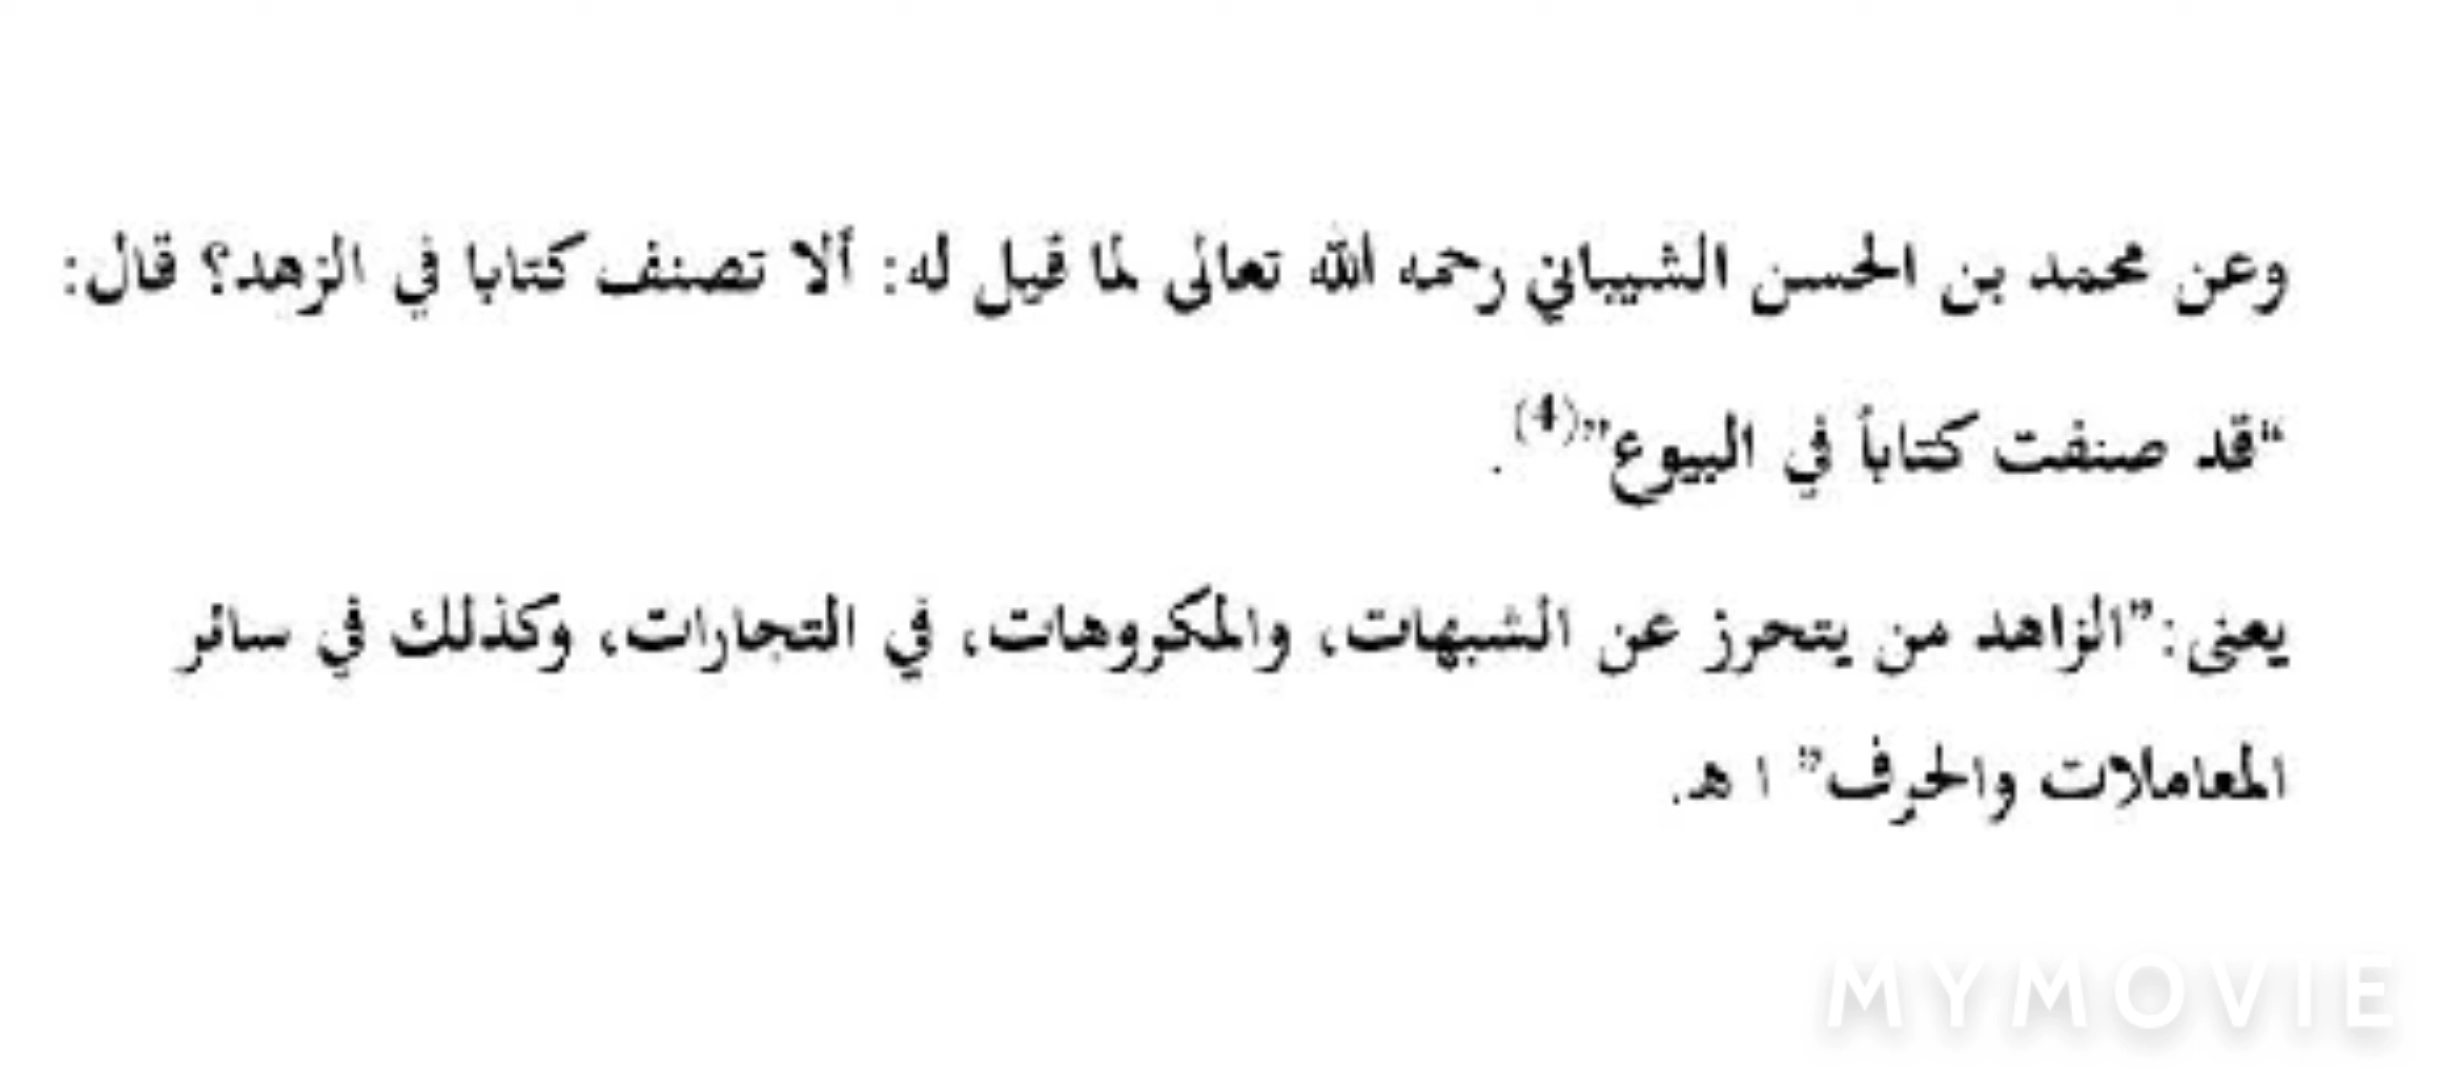 وعن محمد بن الحسن الشيباني رحمه الله تعالى لما قيل له: ألا تصنف كتابا في الزهد؟ قال:
“قد صنفت كتاباً في البيوع”(4).
يعنى:”الزاهد من يتحرز عن الشبهات، والمكروهات، في التجارات، وكذلك في سائر
المعاملات والحرف” ا هـ.
MYMOVIE